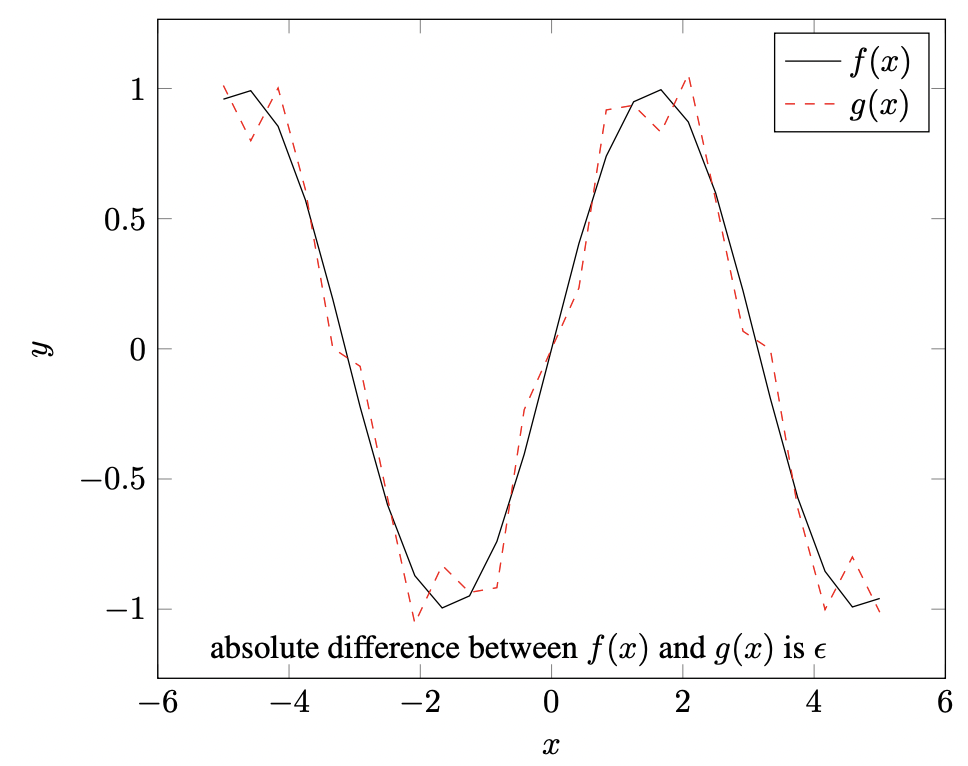 f(x)
g(x)
1
0.5
0
−0.5
−1
y
absolute difference between f(x) and g(x) is ϵ
−6 −4 −2 0 2 4 6
x